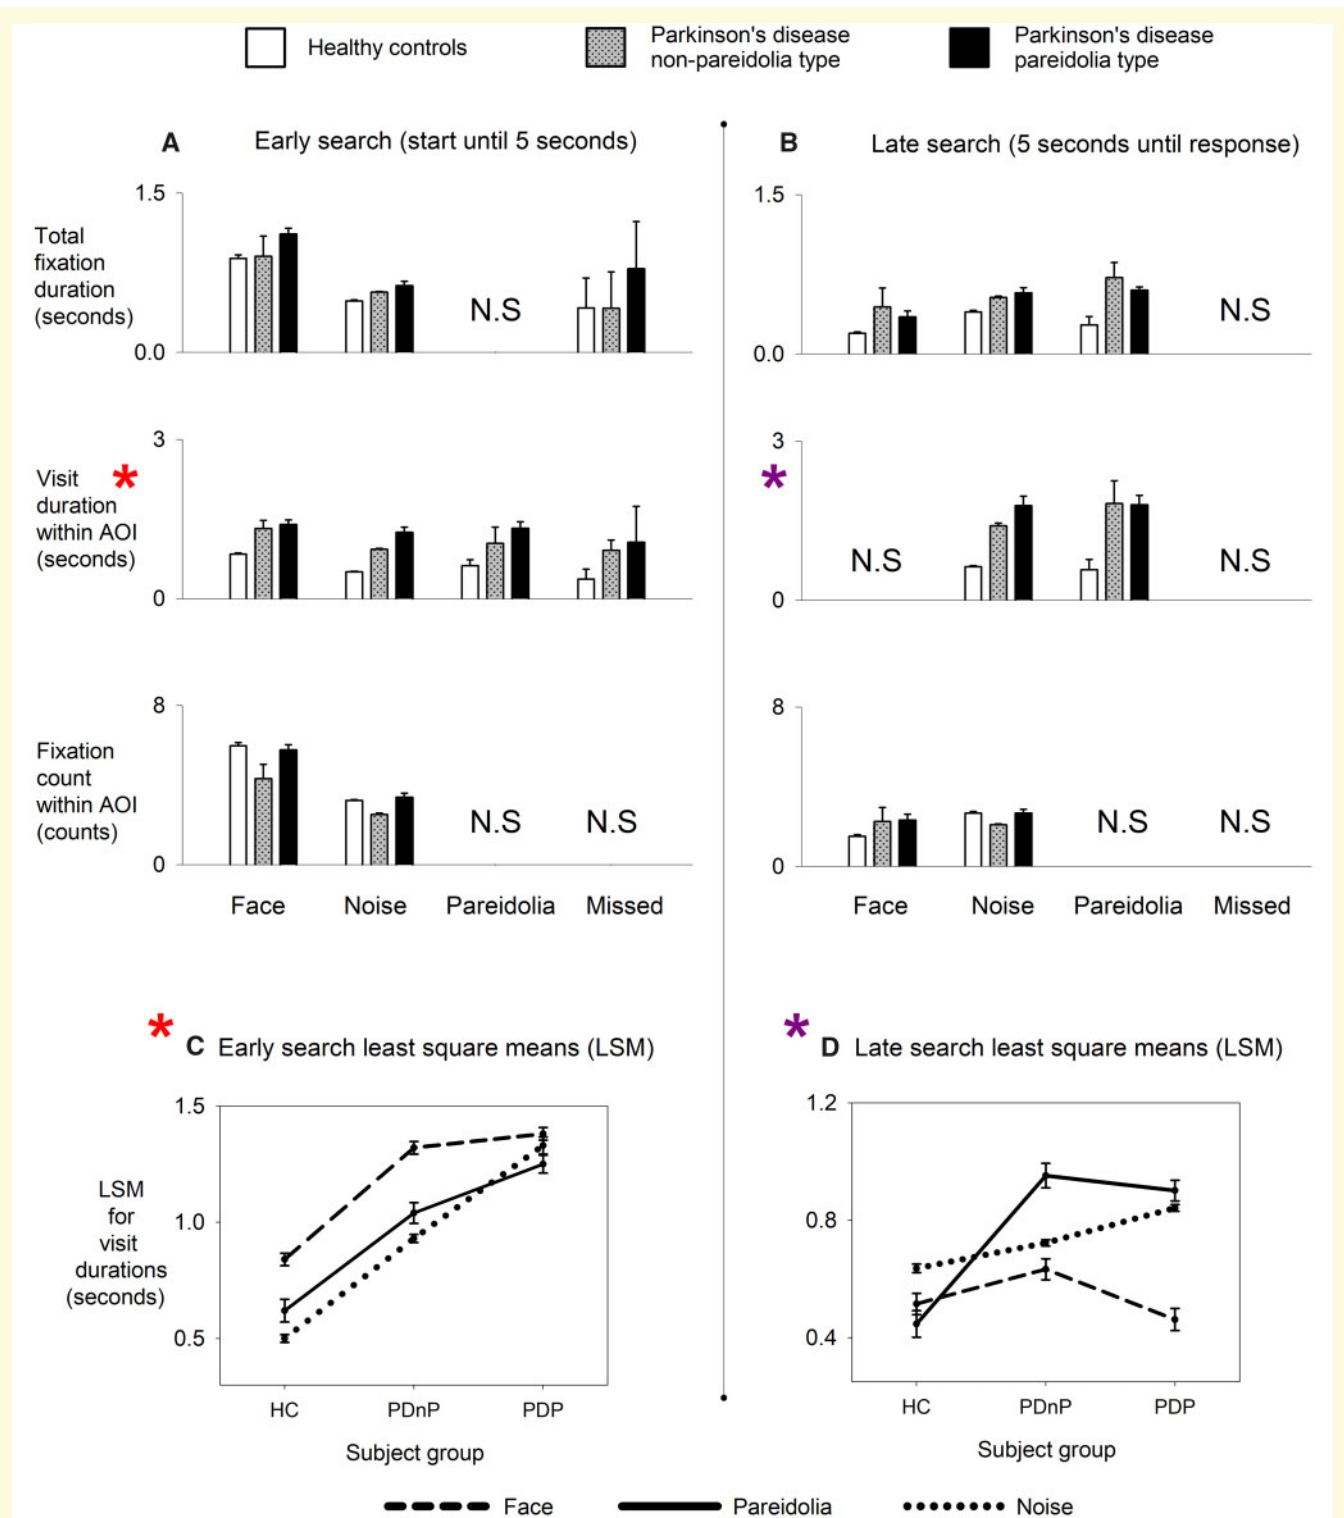 Healthy controls
Parkinson's disease
non-pareidolia type
Parkinson's disease
pareidolia type
A Early search (start until 5 seconds)
B Late search (5 seconds until response)
Total
fixation
duration
(seconds)
1.5
0.0
N.S
1.5
0.0
N.S
Visit *
duration
within AOI
(seconds)
3
0
*
3
0
N.S
N.S
Fixation
count
within AOI
(counts)
8
0
N.S
N.S
8
0
N.S
N.S
Face Noise Pareidolia Missed
Face Noise Pareidolia Missed
* C Early search least square means (LSM)
* D Late search least square means (LSM)
LSM
for
visit
durations
(seconds)
1.5
1.0
0.5
HC PDnP PDP
Subject group
1.2
0.8
0.4
HC PDnP PDP
Subject group
Face Pareidolia Noise